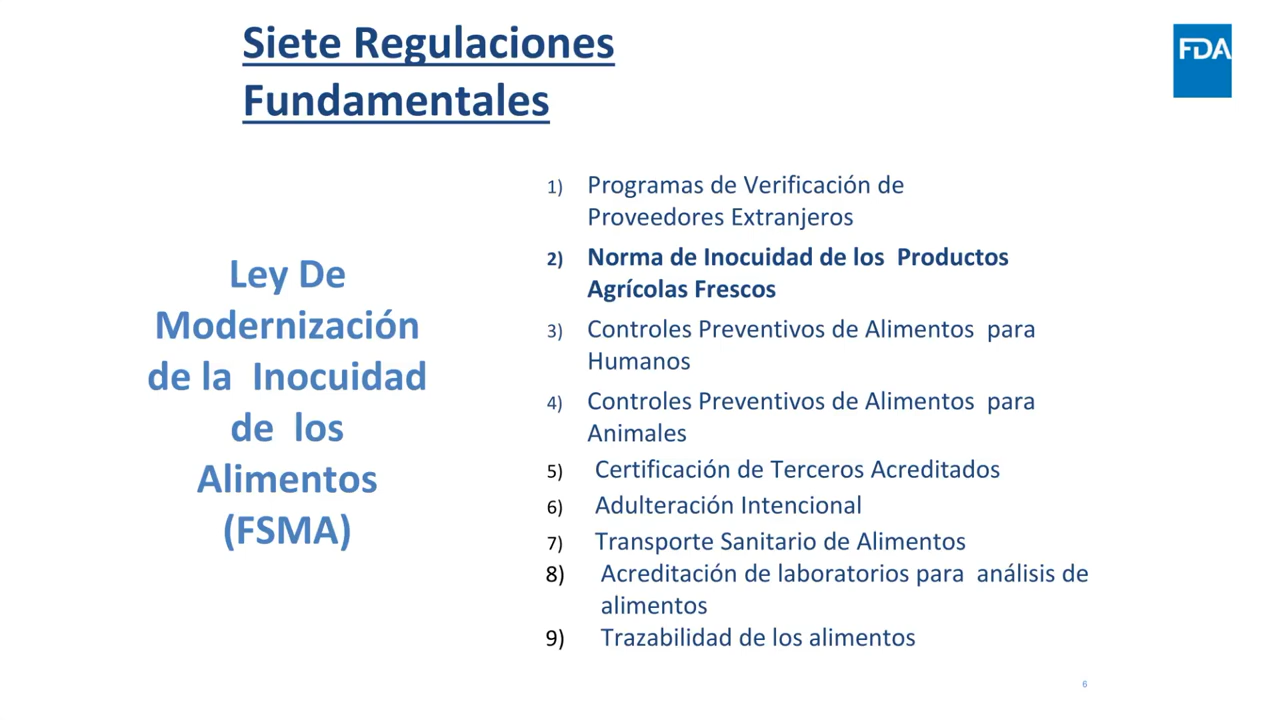 Siete Regulaciones
Fundamentales
FDA
Ley De
Modernización
de la Inocuidad
de los
Alimentos
(FSMA)
1) Programas de Verificación de
Proveedores Extranjeros
2) Norma de Inocuidad de los Productos
Agrícolas Frescos
3) Controles Preventivos de Alimentos para
Humanos
4) Controles Preventivos de Alimentos para
Animales
5) Certificación de Terceros Acreditados
6) Adulteración Intencional
7) Transporte Sanitario de Alimentos
8) Acreditación de laboratorios para análisis de
alimentos
9) Trazabilidad de los alimentos
6